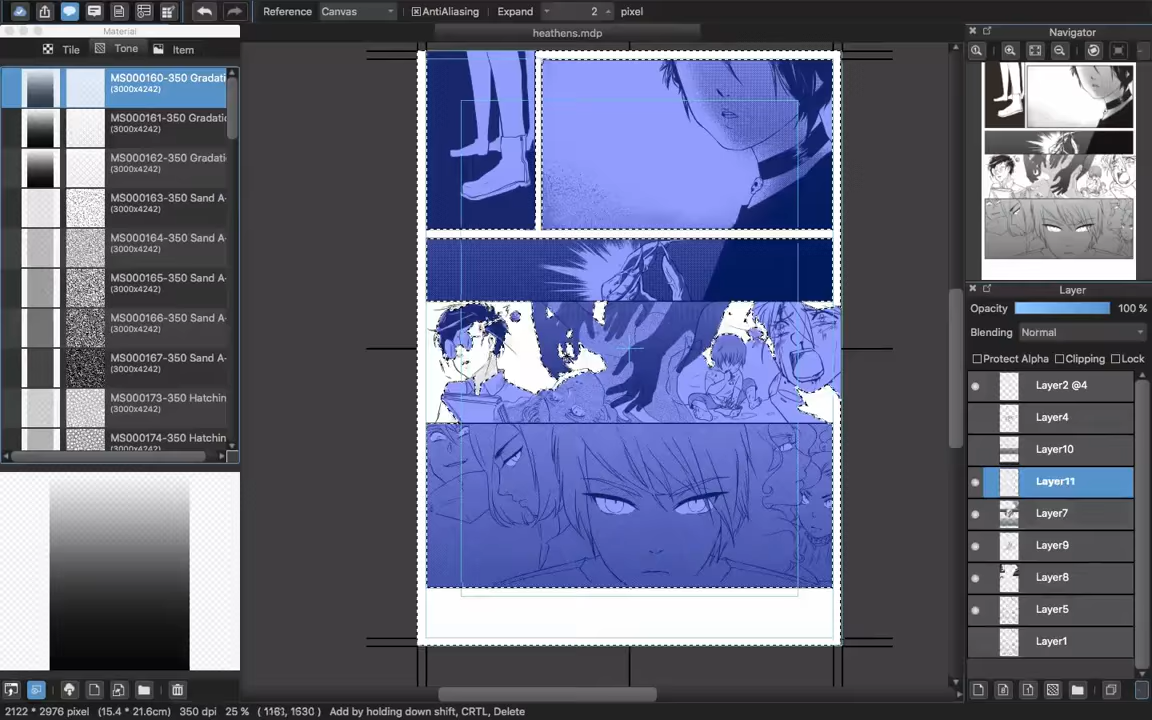 Reference Canvas AntiAliasing Expand 2 pixel
Material
heathens.mdp
Navigator
Tile Tone Item
MS000160-350 Gradati
(3000x4242)
MS000161-350 Gradati
(3000x4242)
MS000162-350 Gradati
(3000x4242)
MS000163-350 Sand A-
(3000x4242)
MS000164-350 Sand A-
(3000x4242)
MS000165-350 Sand A-
(3000x4242)
MS000166-350 Sand A-
(3000x4242)
MS000167-350 Sand A-
(3000x4242)
MS000173-350 Hatchin
(3000x4242)
MS000174-350 Hatchin
(3000x4242)
Layer
Opacity 100 %
Blending Normal
Protect Alpha Clipping Lock
Layer2 @4
Layer4
Layer10
Layer11
Layer7
Layer9
Layer8
Layer5
Layer1
2122 * 2976 pixel (15.4 * 21.6cm) 350 dpi 25 % ( 1161, 1530 ) Add by holding down shift, CRTL, Delete